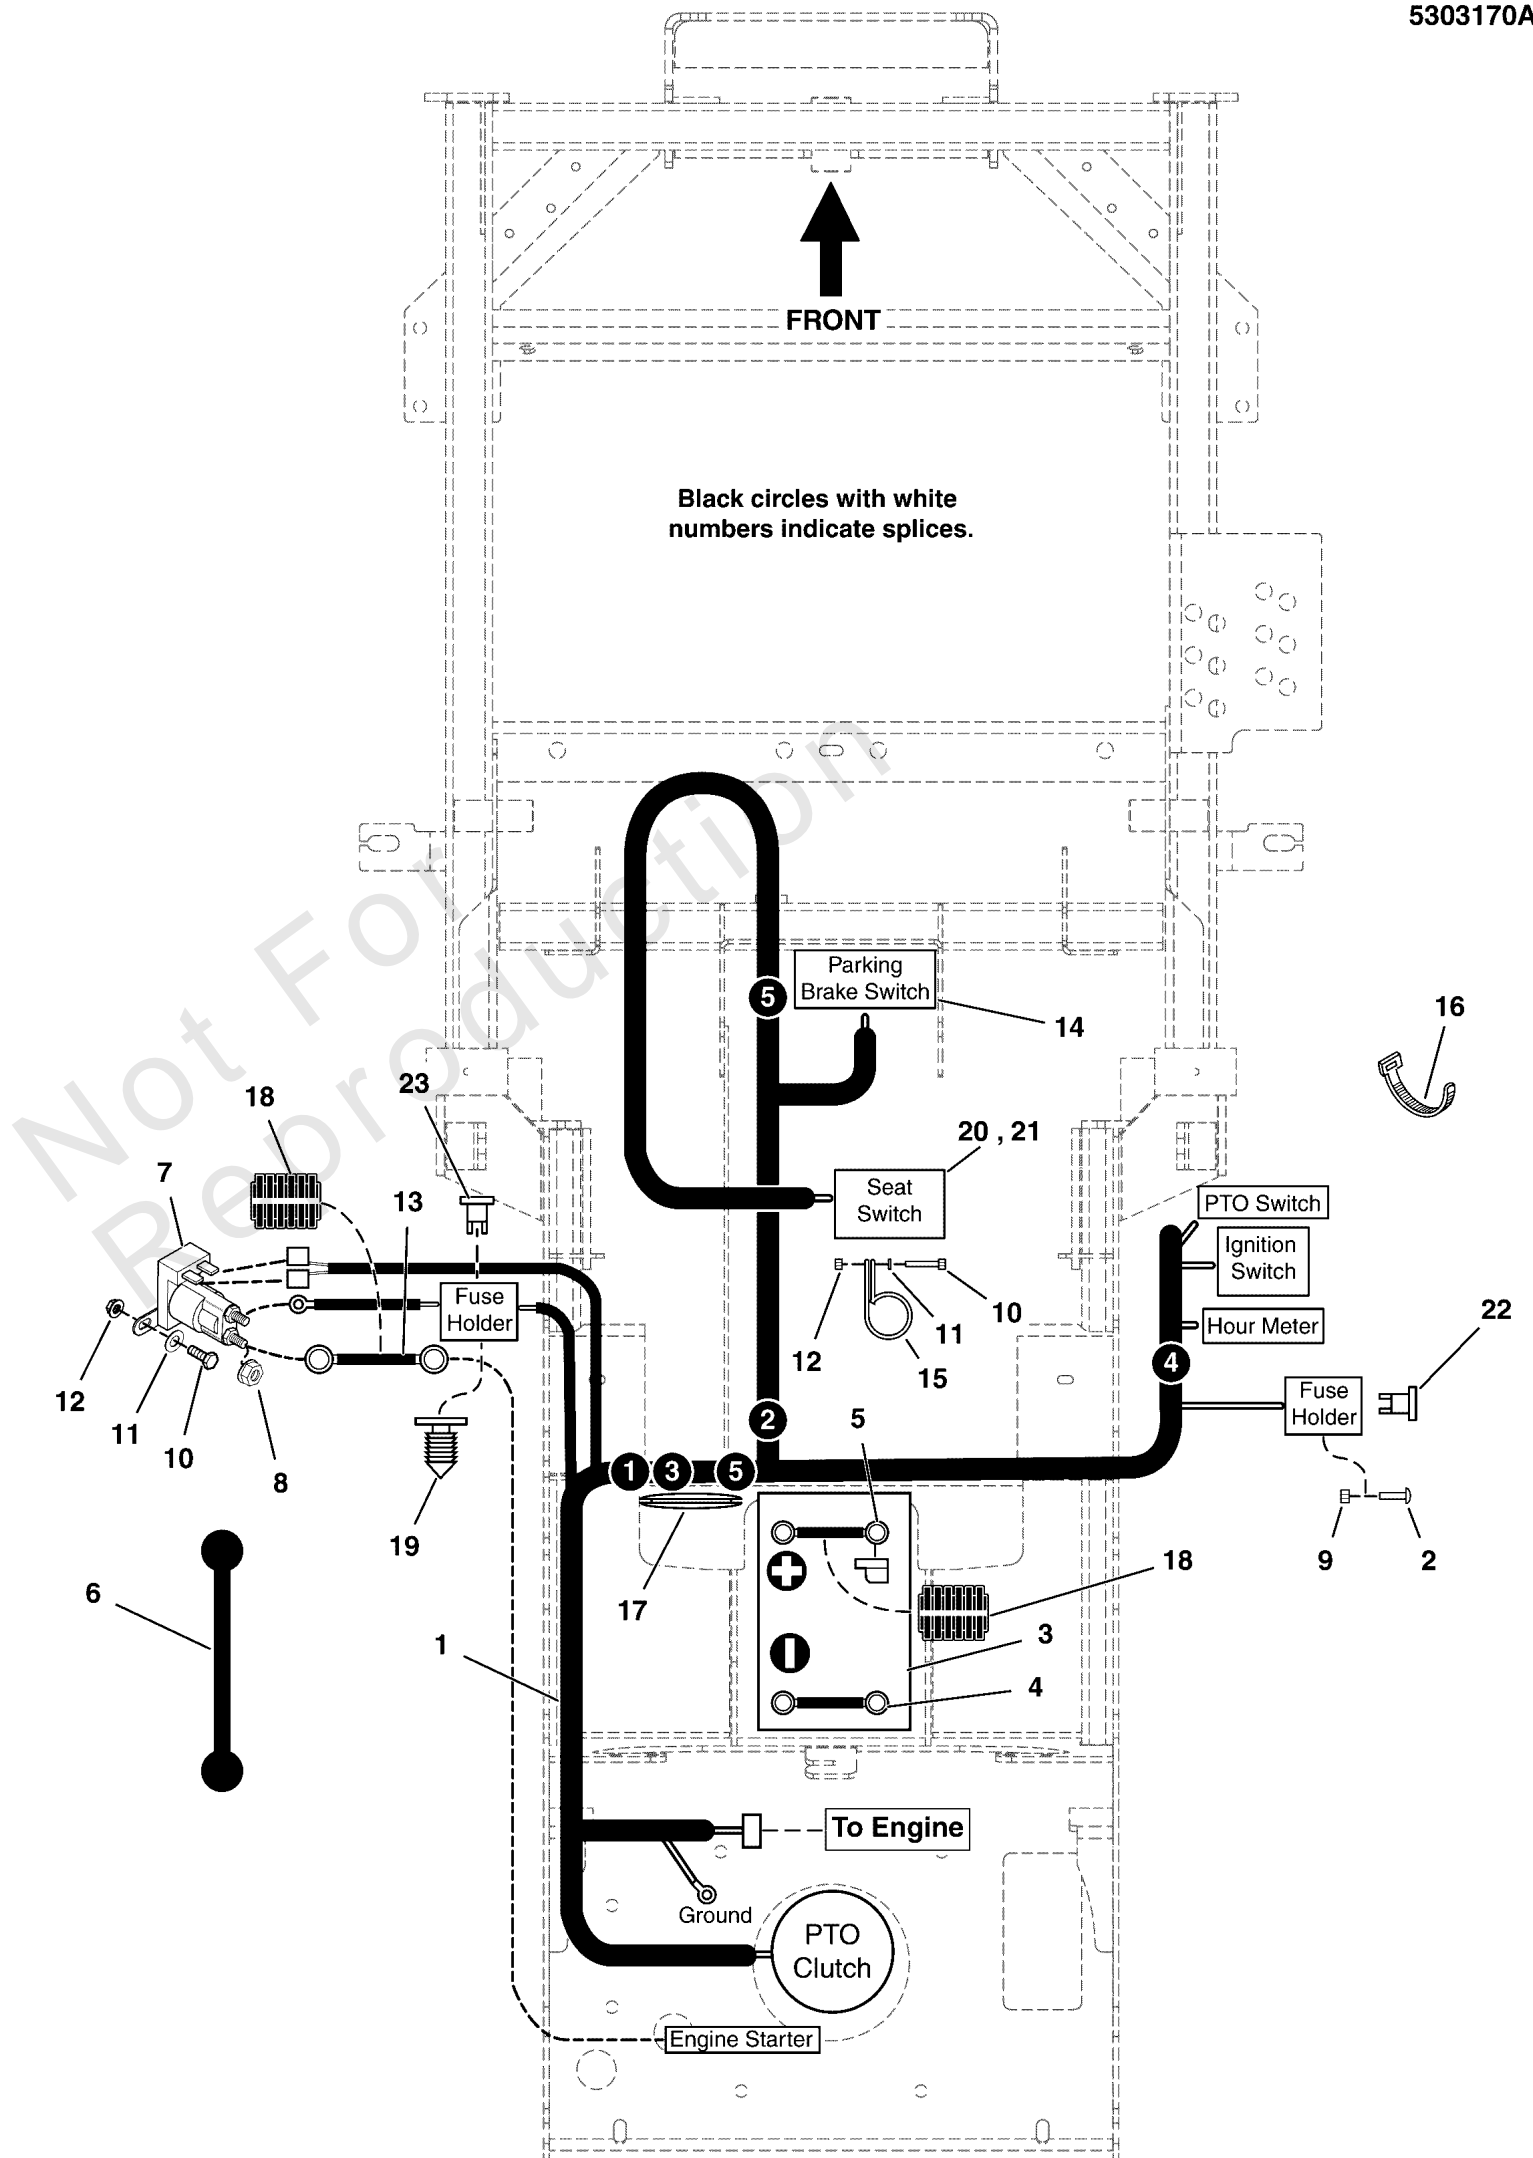 5303170A
FRONT
Black circles with white
numbers indicate splices.
Not For
Reproduction
Parking
Brake Switch
5
14
16
23
18
7
13
20 , 21
Seat
Switch
PTO Switch
Ignition
Switch
Hour Meter
22
Fuse
Holder
12
11
10
8
12
11
10
15
4
Fuse
Holder
2
5
1
3
5
19
17
9
2
18
6
1
3
4
To Engine
Ground
PTO
Clutch
Engine Starter